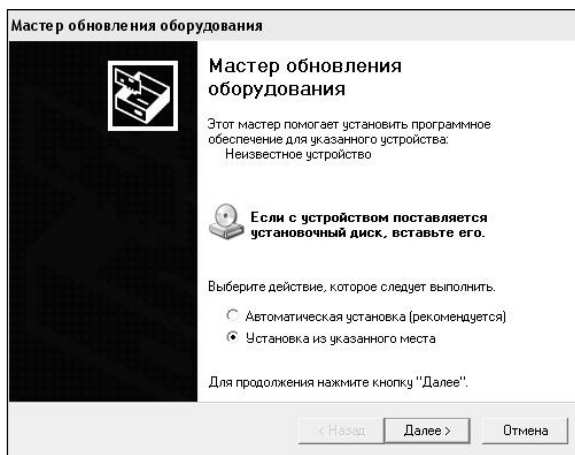 Мастер обновления оборудования
Мастер обновления
оборудования
Этот мастер помогает установить программное
обеспечение для указанного устройства:
Неизвестное устройство
Если с устройством поставляется
установочный диск, вставьте его.
Выберите действие, которое следует выполнить.
Автоматическая установка (рекомендуется)
Установка из указанного места
Для продолжения нажмите кнопку "Далее".
< Назад Далее > Отмена